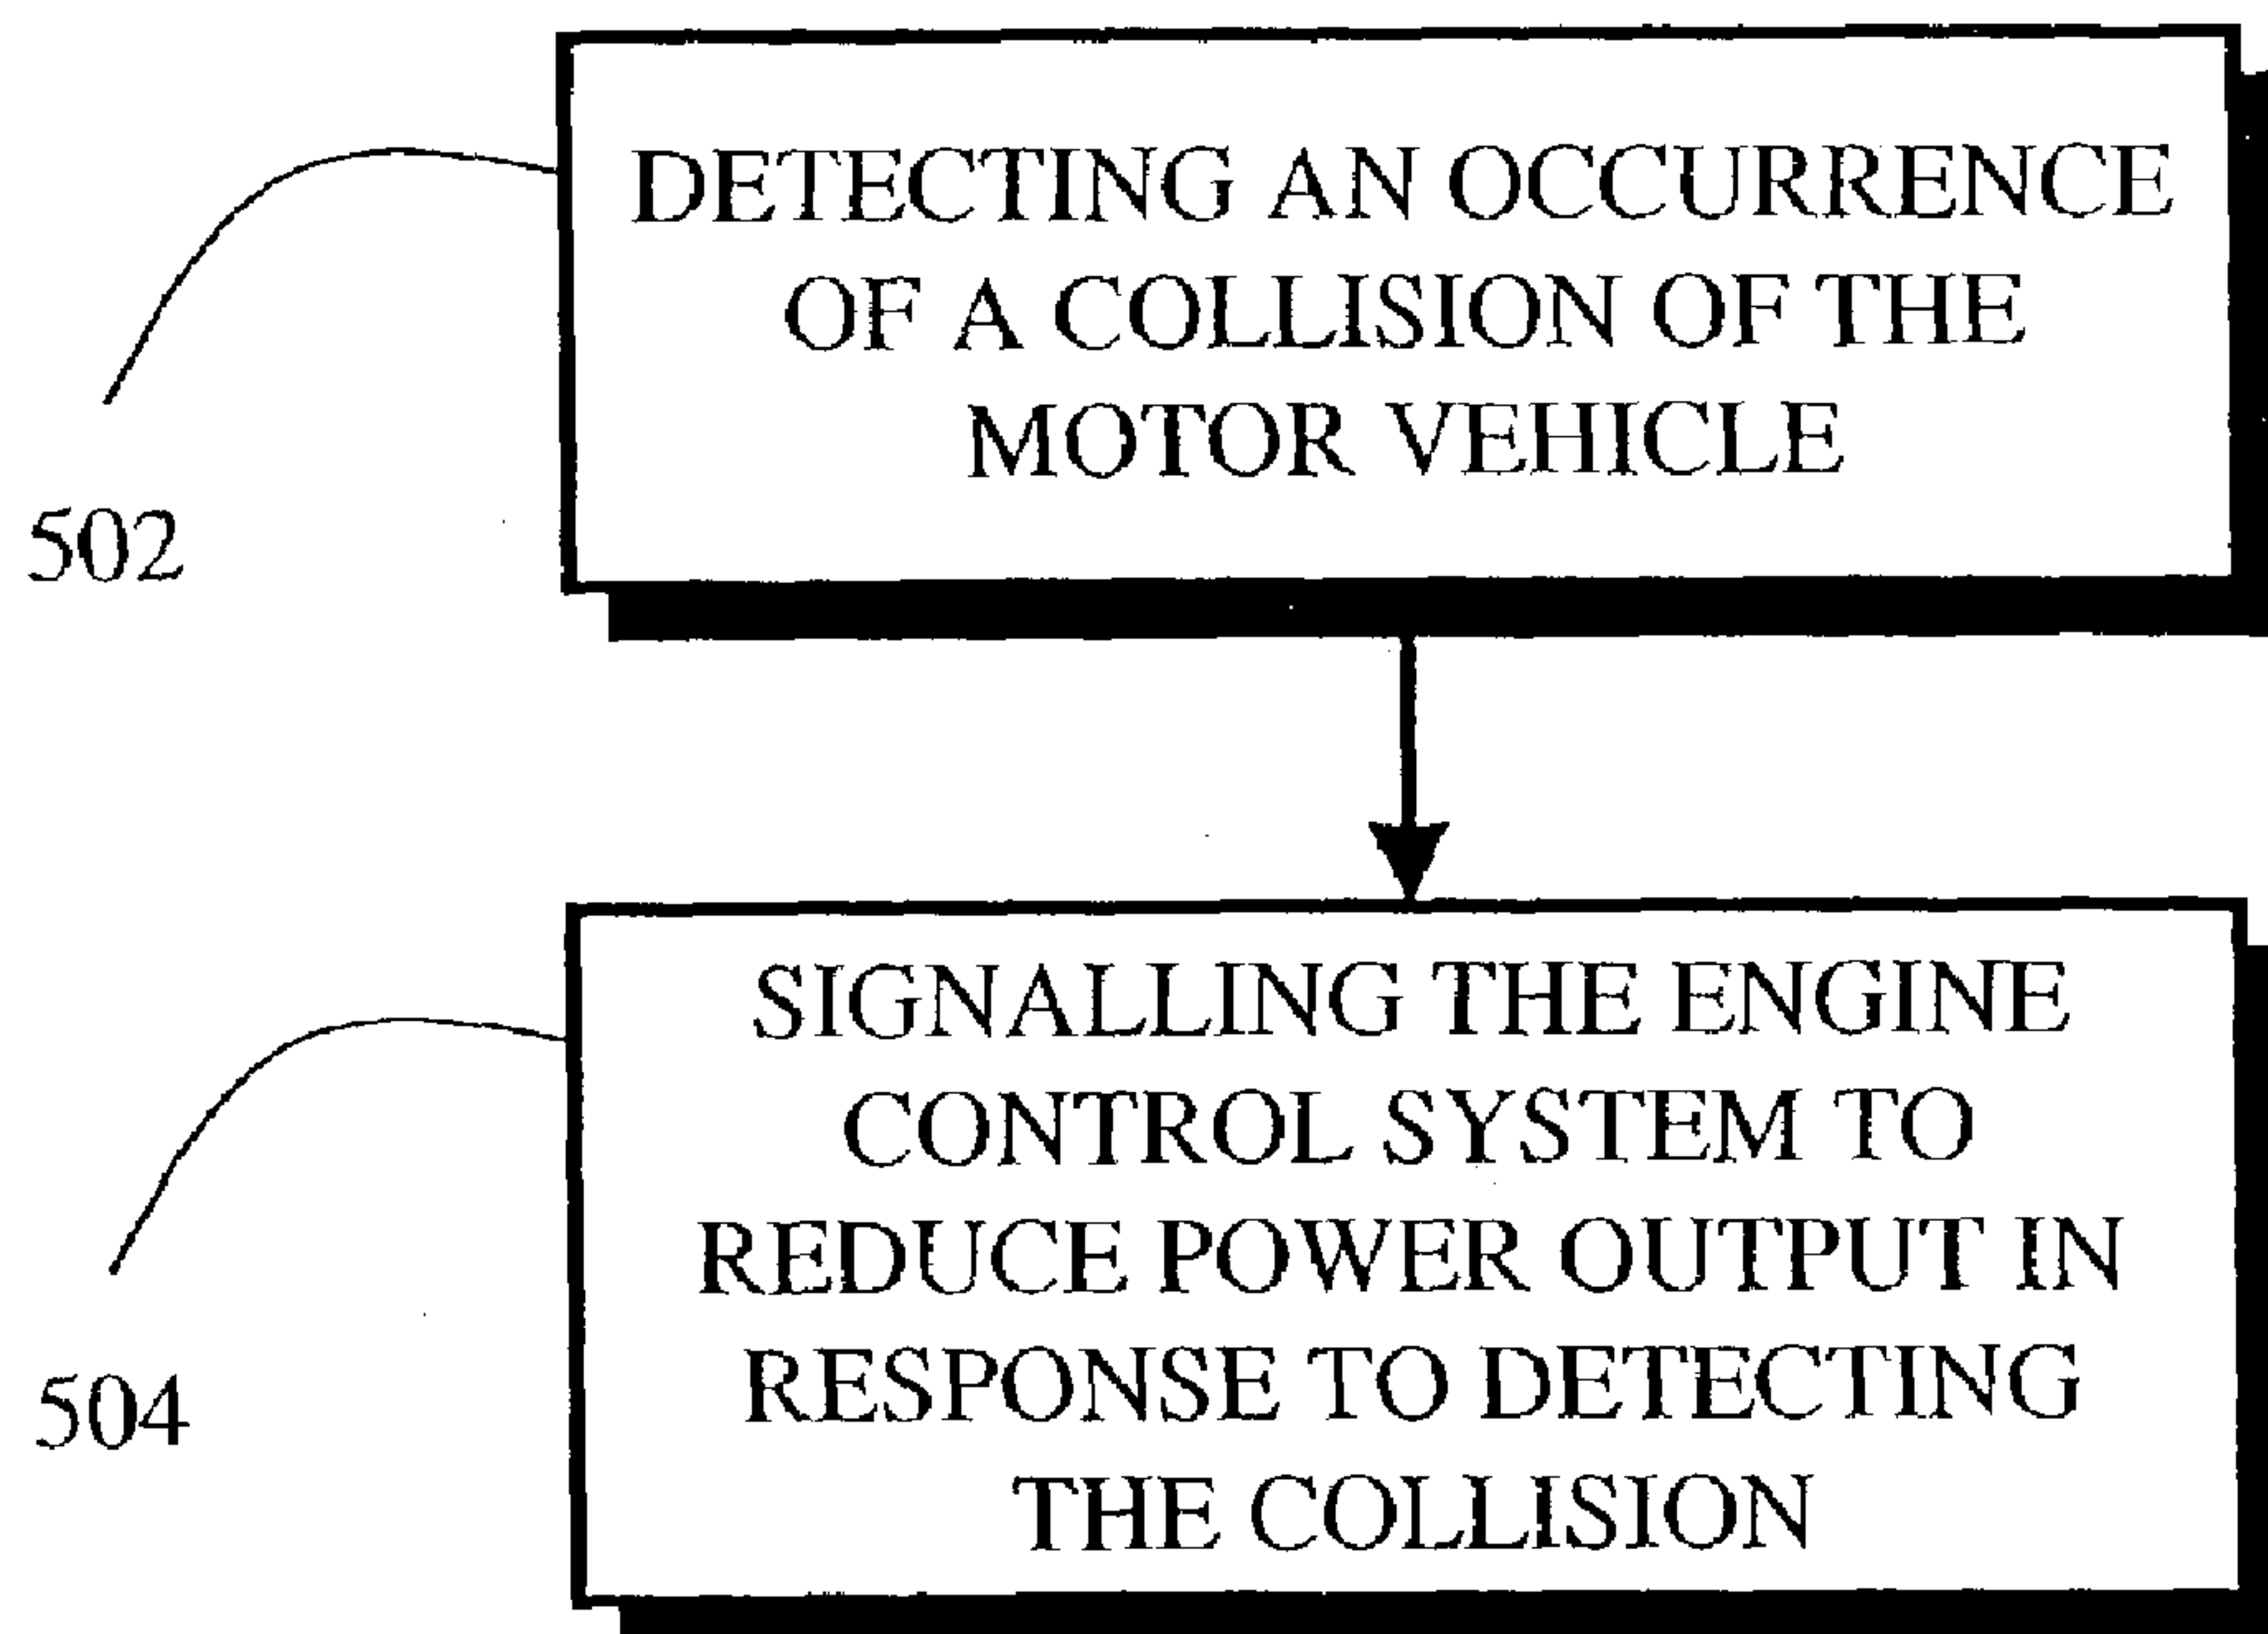 DETECTING AN OCCURRENCE
OF A COLLISION OF THE
MOTOR VEHICLE
502
SIGNALLING THE ENGINE
CONTROL SYSTEM TO
REDUCE POWER OUTPUT IN
RESPONSE TO DETECTING
THE COLLISION
504